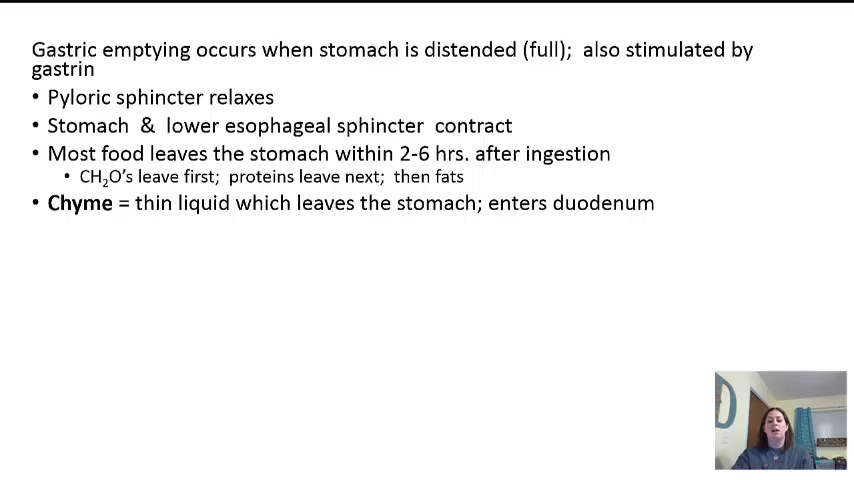 Gastric emptying occurs when stomach is distended (full);  also stimulated by
gastrin
• Pyloric sphincter relaxes
• Stomach  &  lower esophageal sphincter  contract
• Most food leaves the stomach within 2-6 hrs. after ingestion
• CH₂O's leave first;  proteins leave next;  then fats
• Chyme = thin liquid which leaves the stomach; enters duodenum